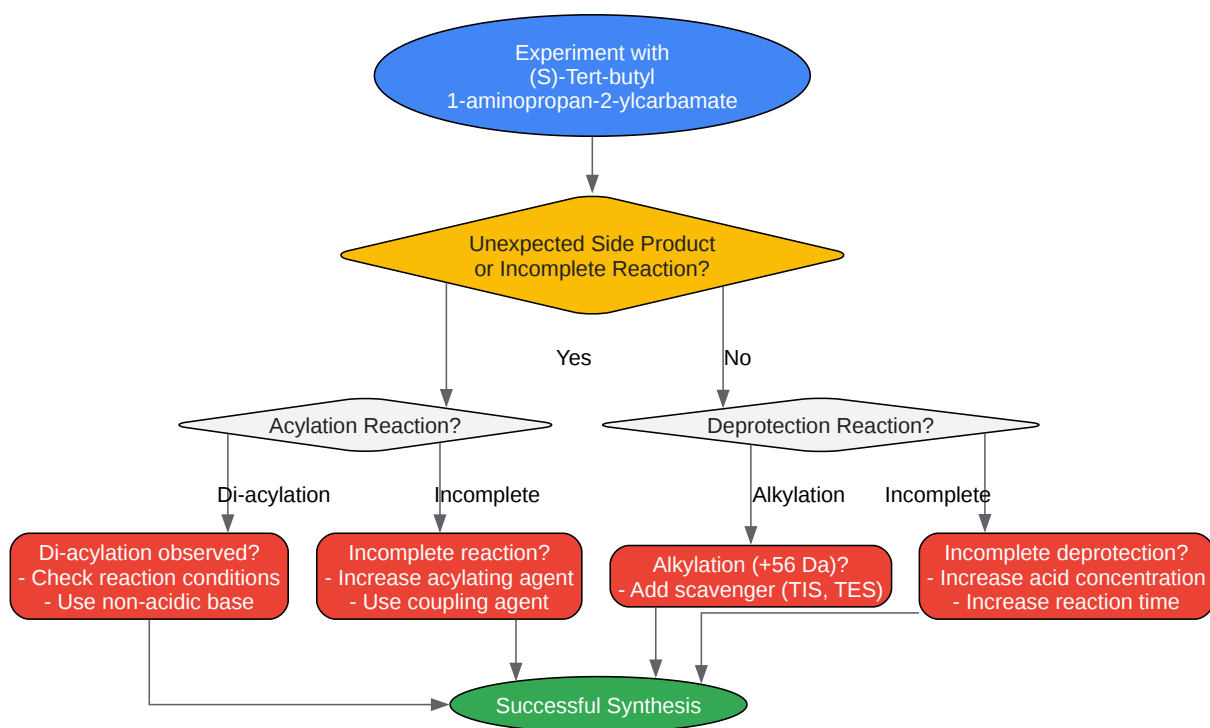 Experiment with
(S)-Tert-butyl
1-aminopropan-2-ylcarbamate
Unexpected Side Product
or Incomplete Reaction?
Yes
No
Acylation Reaction?
Deprotection Reaction?
Di-acylation
Incomplete
Alkylation
Incomplete
Di-acylation observed?
- Check reaction conditions
- Use non-acidic base
Incomplete reaction?
- Increase acylating agent
- Use coupling agent
Alkylation (+56 Da)?
- Add scavenger (TIS, TES)
Incomplete deprotection?
- Increase acid concentration
- Increase reaction time
Successful Synthesis